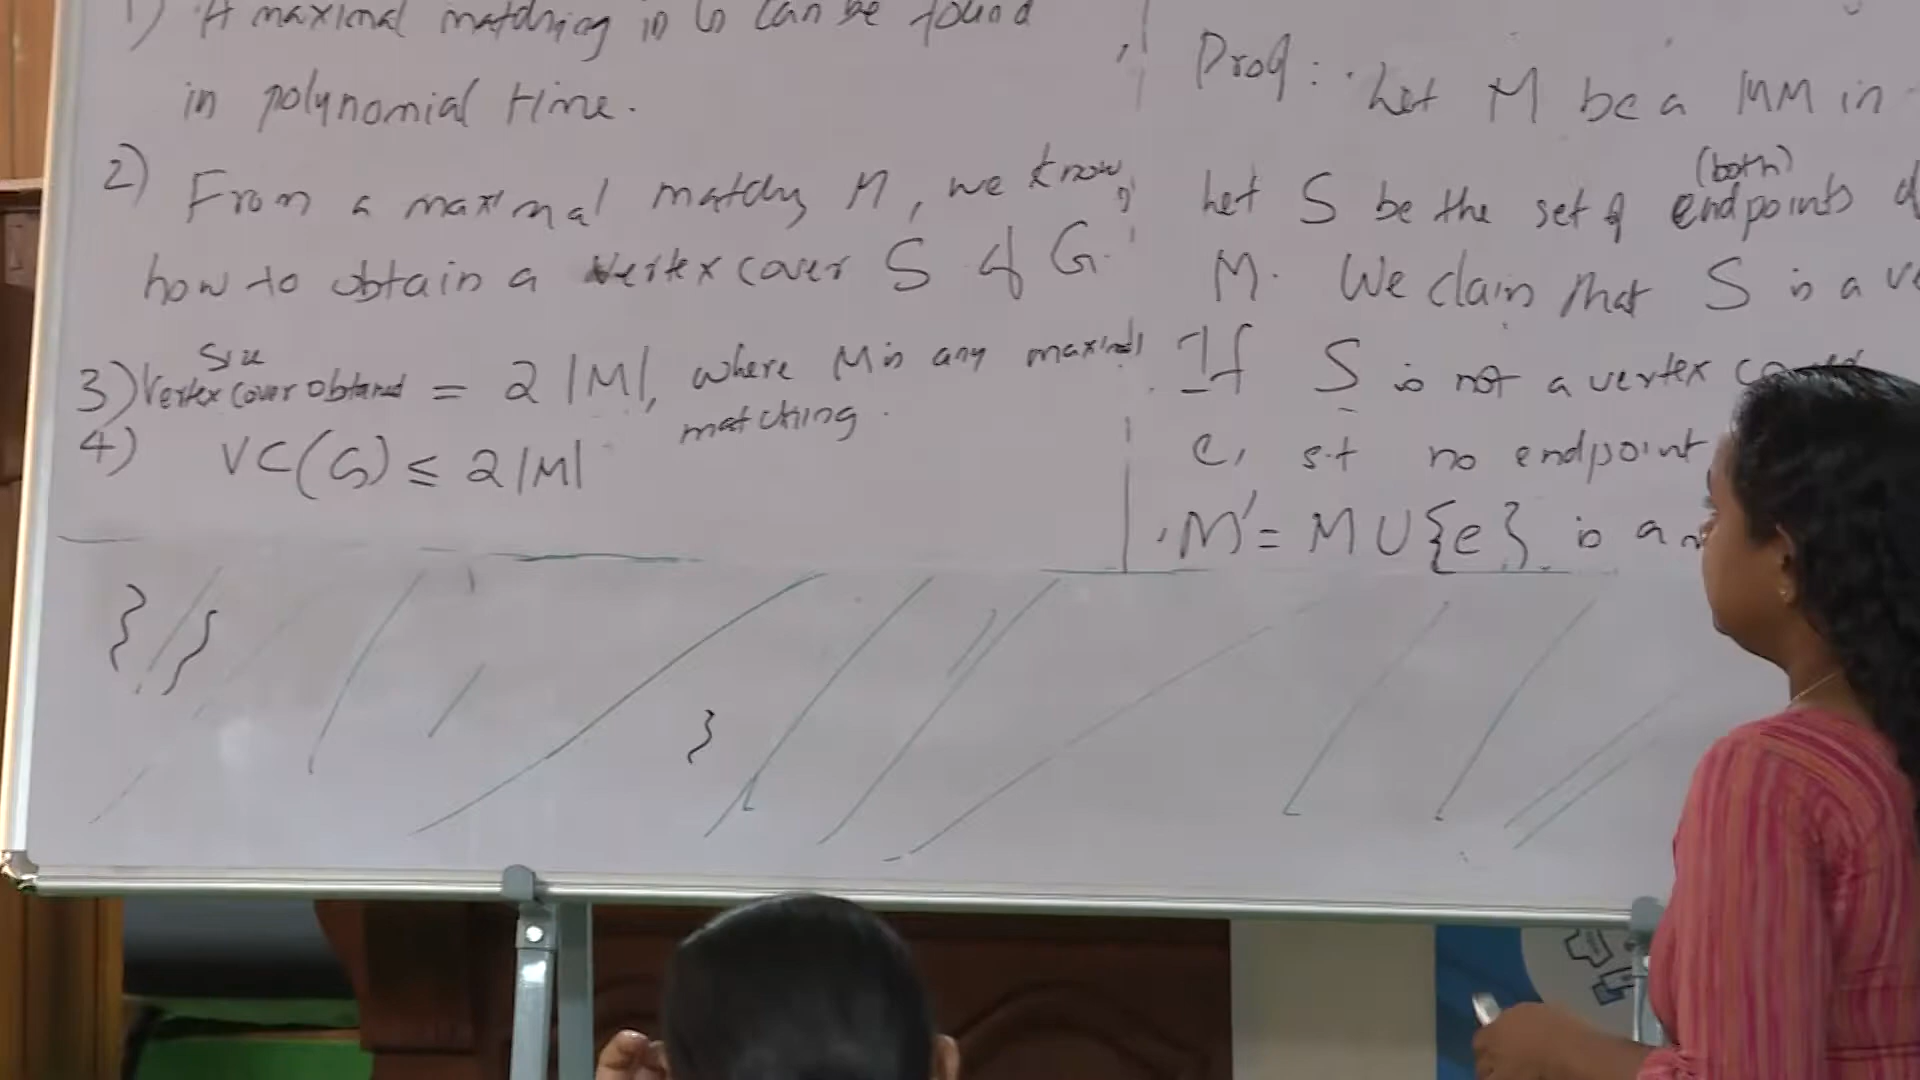 1) A maximal matching in G can be found
in polynomial time.
2) From a maximal matchg M, we know
how to obtain a vertex cover S of G.
Size
3) Vertex cover obtained = 2|M|, where M is any maximal
matching.
4) VC(G) ≤ 2|M|
Proof: Let M be a MM in
(both)
Let S be the set of endpoints of
M. We claim that S is a
If S is not a vertex cover
e, s.t no endpoint
M' = M ∪ {e} is a